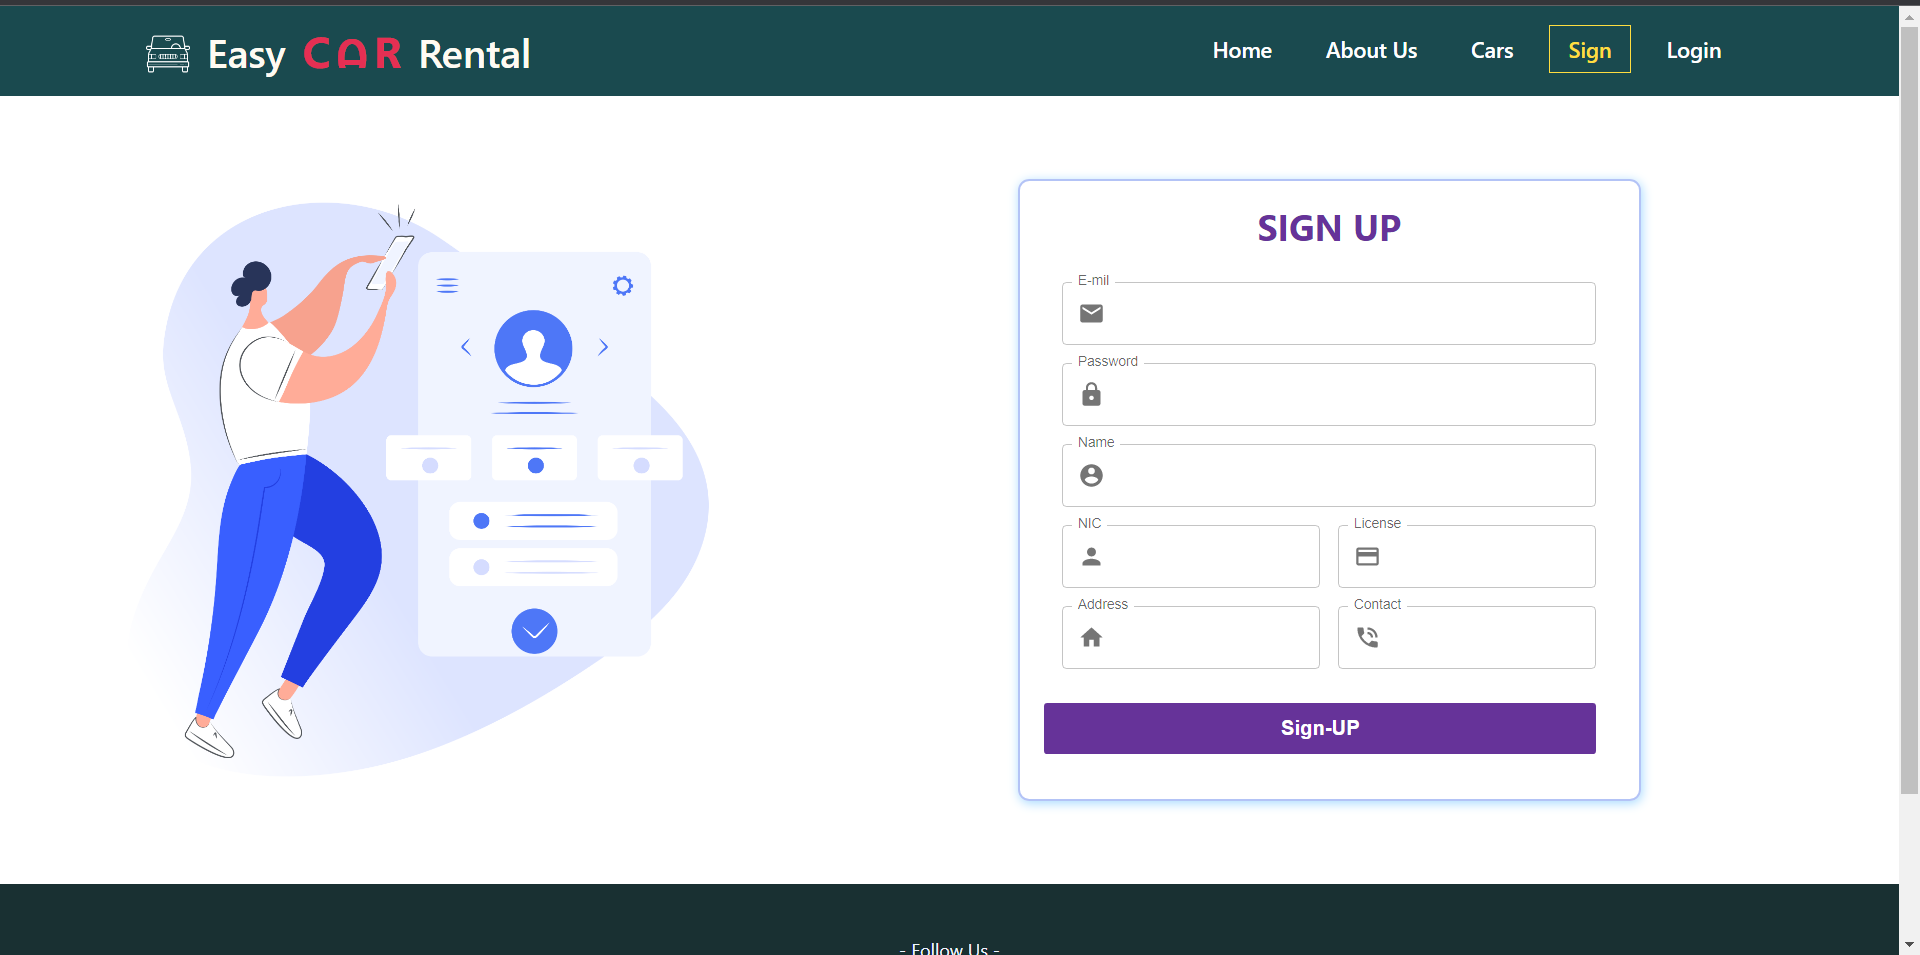 Easy CAR Rental
Home About Us Cars Sign Login
SIGN UP
E-mil
Password
Name
NIC License
Address Contact
Sign-UP
- Follow Us -